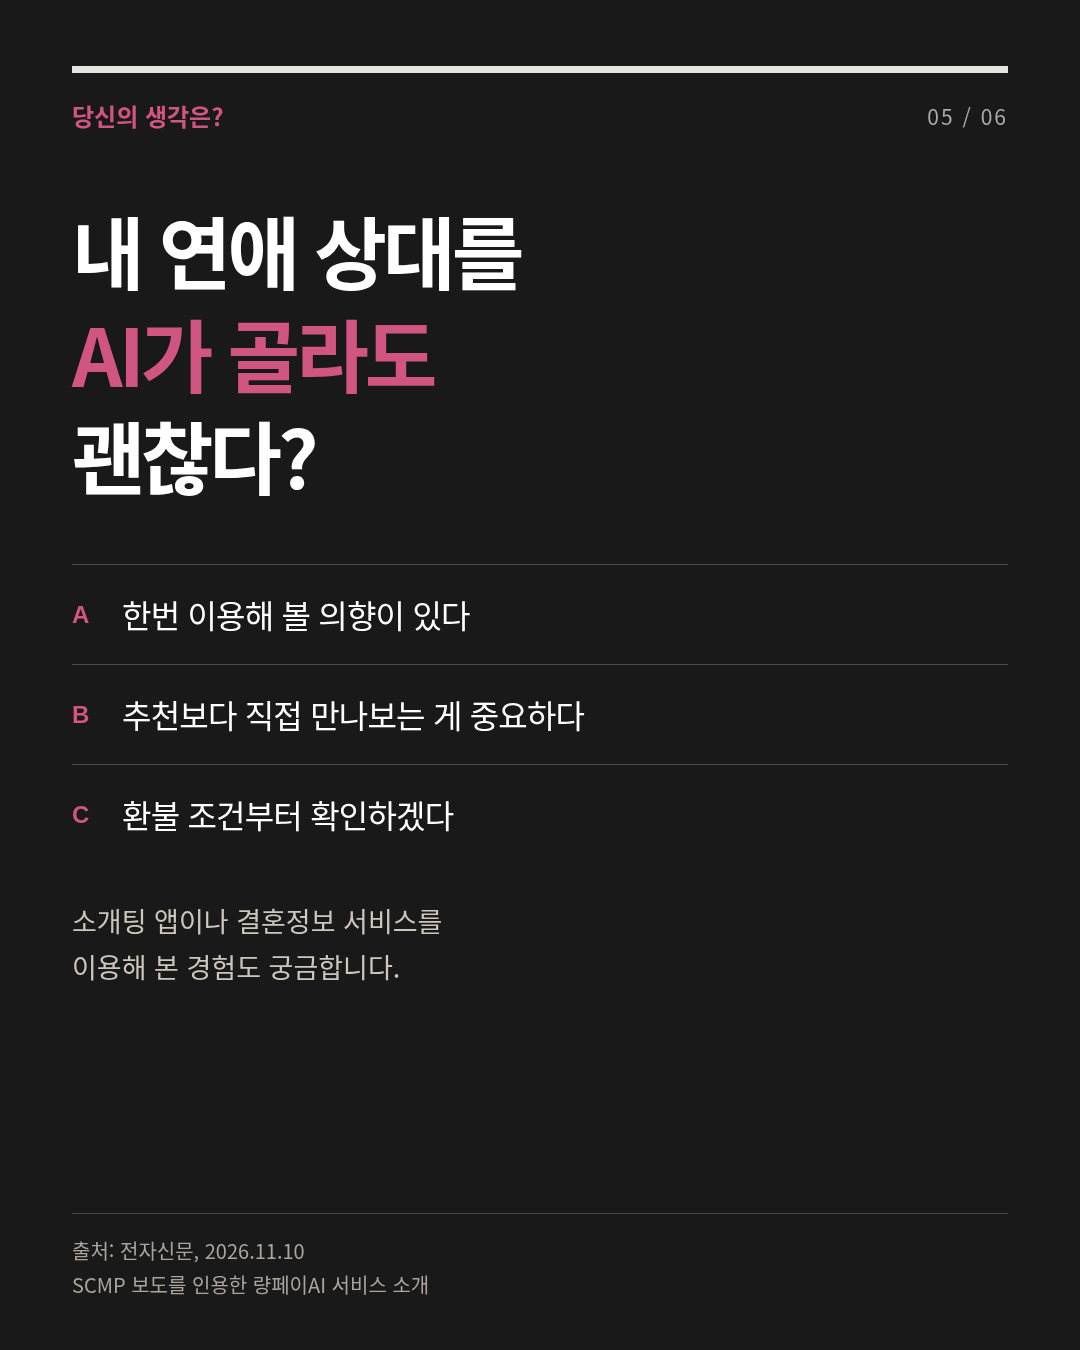 당신의 생각은?
05 / 06
내 연애 상대를
AI가 골라도
괜찮다?
A 한번 이용해 볼 의향이 있다
B 추천보다 직접 만나보는 게 중요하다
C 환불 조건부터 확인하겠다
소개팅 앱이나 결혼정보 서비스를
이용해 본 경험도 궁금합니다.
출처: 전자신문, 2026.11.10
SCMP 보도를 인용한 량페이AI 서비스 소개